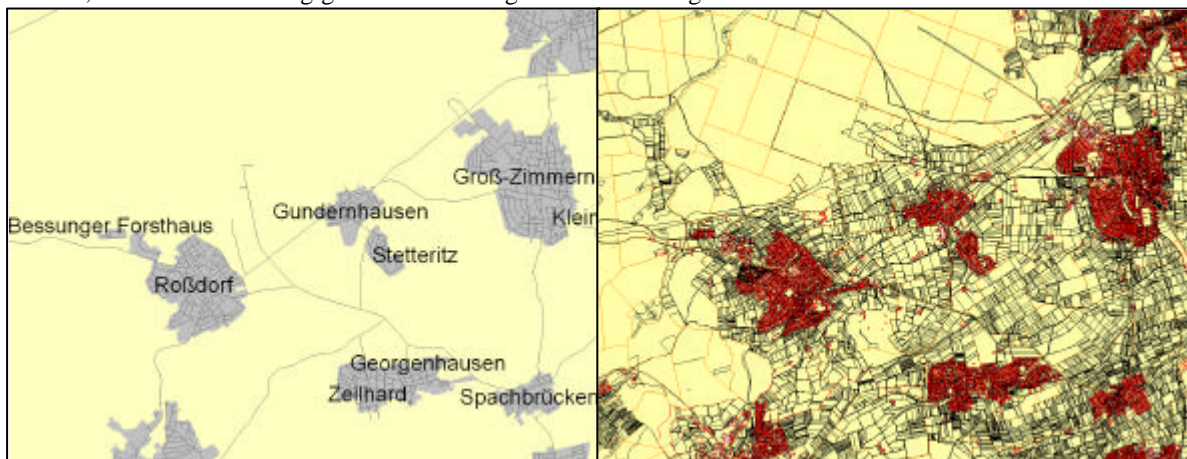 Groß-Zimmern
Gundernhausen
Klein
Bessunger Forsthaus
Stetteritz
Roßdorf
Georgenhausen
Zeilhard
Spachbrücken